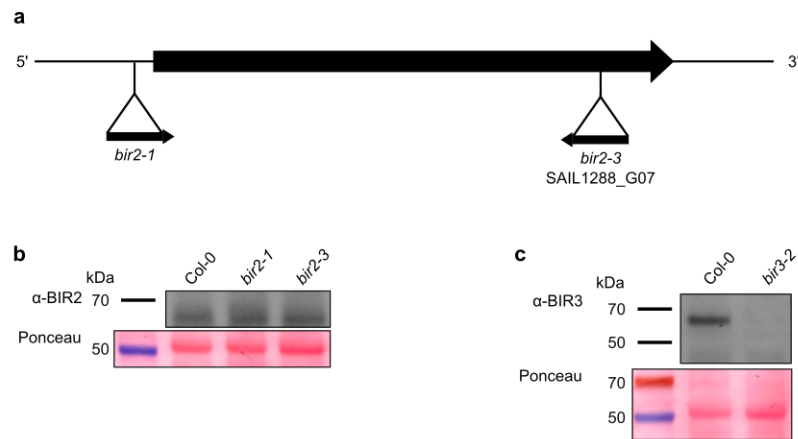 a
5' 3'
bir2-1
bir2-3
SAIL1288_G07
b
kDa Col-0 bir2-1 bir2-3
α-BIR2 70
Ponceau
50
c
kDa Col-0 bir3-2
α-BIR3 70
50
Ponceau 70
50